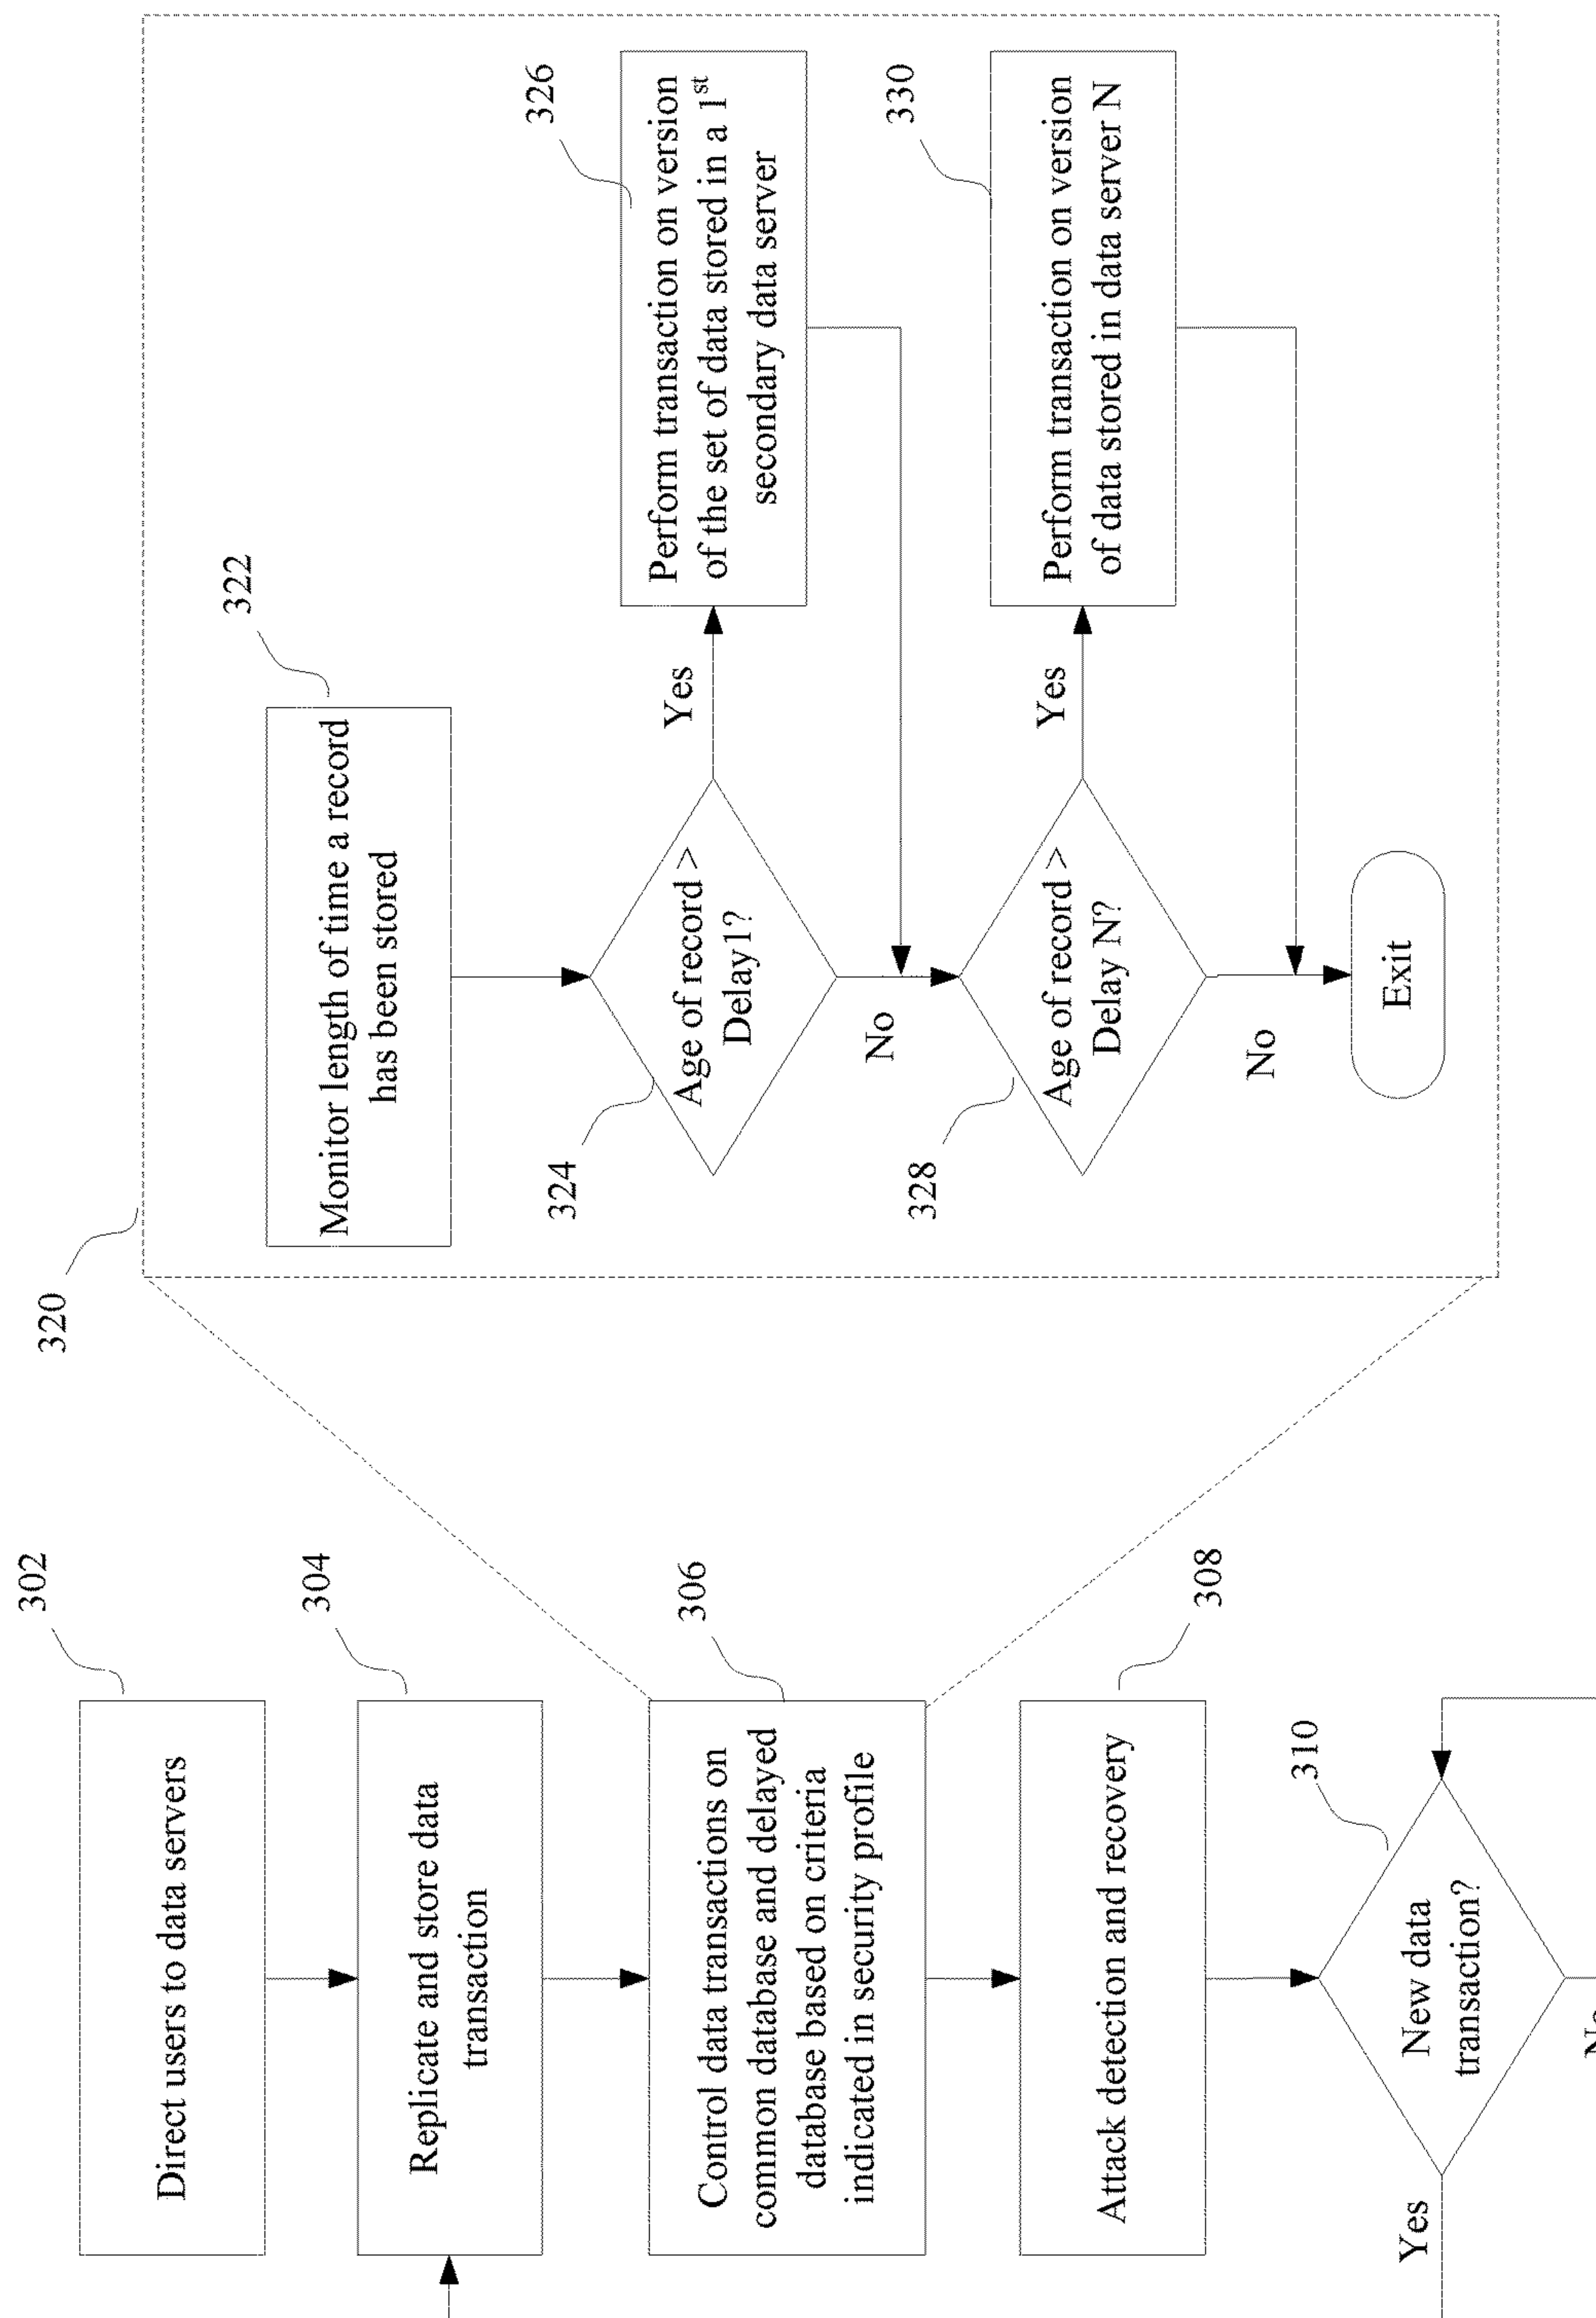 302
Direct users to data servers
304
Replicate and store data
transaction
306
Control data transactions on
common database and delayed
database based on criteria
indicated in security profile
308
Attack detection and recovery
310
New data
transaction?
Yes
No
320
322
Monitor length of time a record
has been stored
324
Age of record >
Delay1?
Yes
No
326
Perform transaction on version
of the set of data stored in a 1st
secondary data server
328
Age of record >
Delay N?
Yes
No
330
Perform transaction on version
of data stored in data server N
Exit